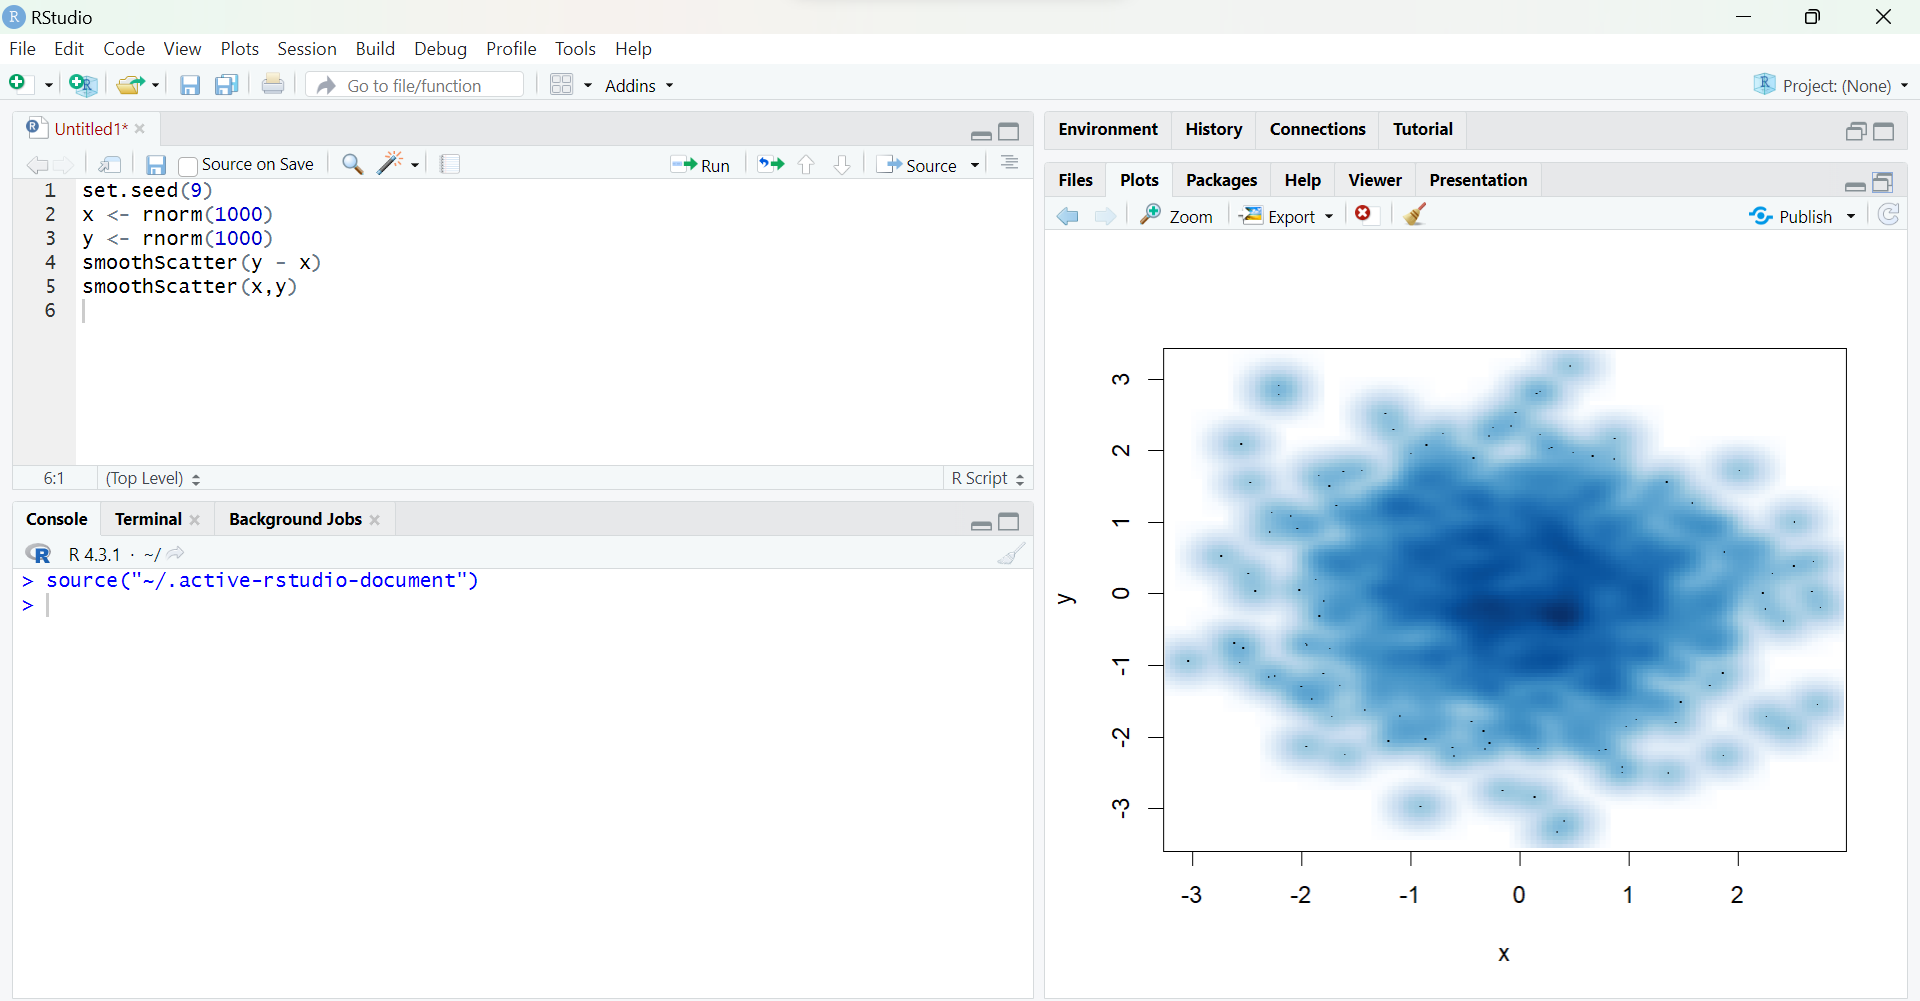 RStudio
File Edit Code View Plots Session Build Debug Profile Tools Help
Go to file/function Addins Project: (None)
Untitled1*
Source on Save Run Source
1 set.seed(9)
2 x <- rnorm(1000)
3 y <- rnorm(1000)
4 smoothScatter(y - x)
5 smoothScatter(x,y)
6
6:1 (Top Level) R Script
Console Terminal Background Jobs
R R 4.3.1 · ~/
> source("~/.active-rstudio-document")
>
Environment History Connections Tutorial
Files Plots Packages Help Viewer Presentation
Zoom Export Publish
3
2
1
0
-1
-2
-3
y
-3 -2 -1 0 1 2
x